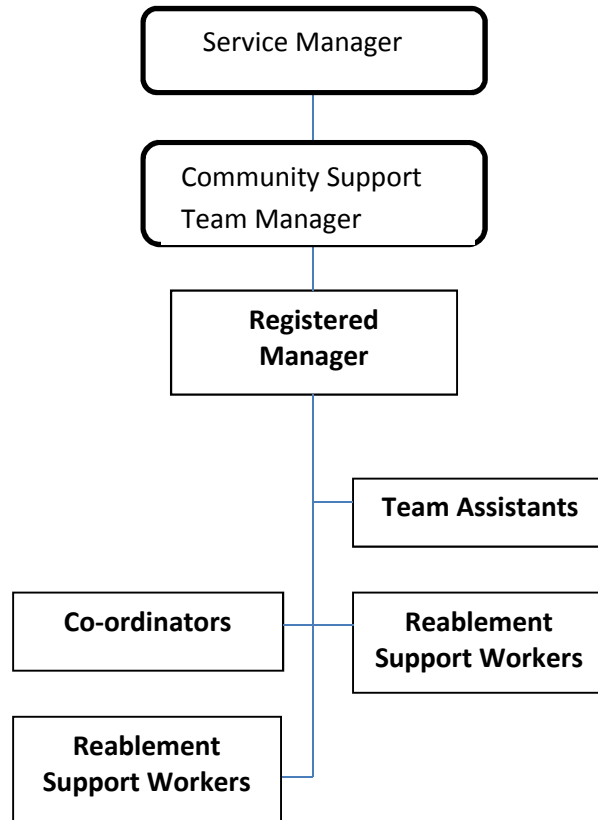 Service Manager
Community Support
Team Manager
Registered
Manager
Team Assistants
Co-ordinators
Reablement
Support Workers
Reablement
Support Workers